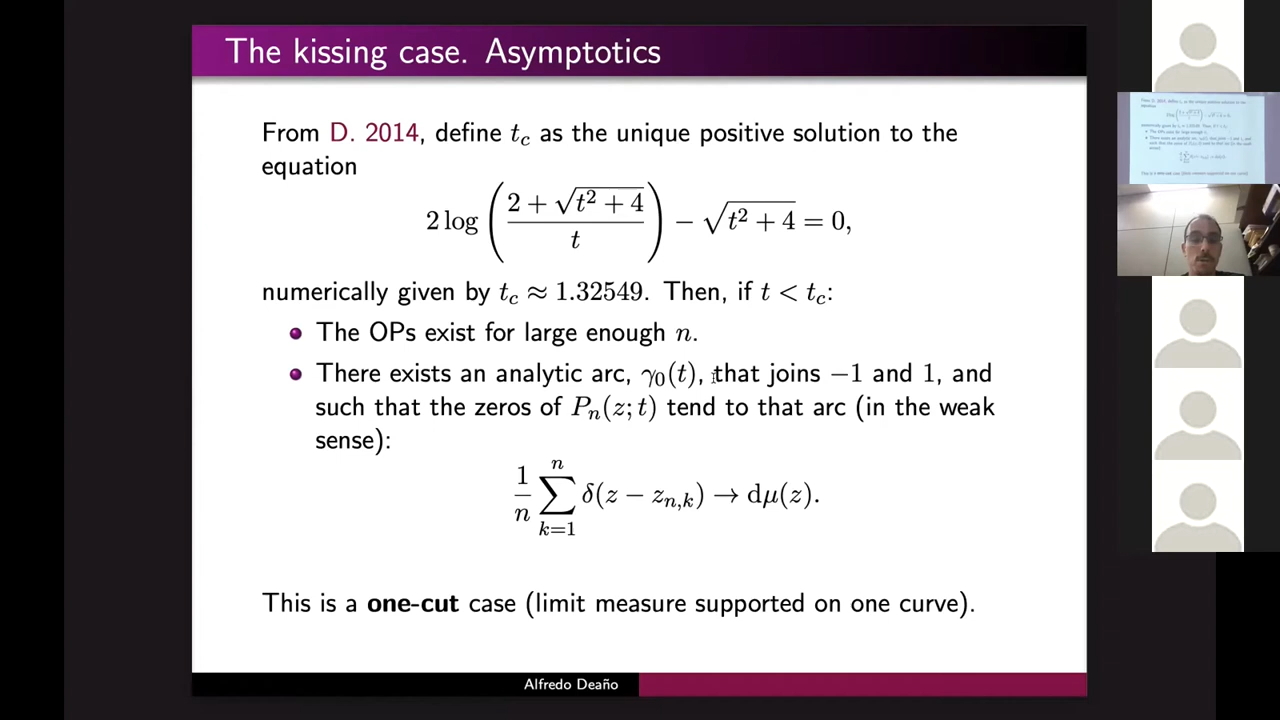 The kissing case. Asymptotics
From D. 2014, define t_c as the unique positive solution to the
equation
2 log ( (2 + √(t² + 4)) / t ) − √(t² + 4) = 0,
numerically given by t_c ≈ 1.32549. Then, if t < t_c:
The OPs exist for large enough n.
There exists an analytic arc, γ₀(t), that joins −1 and 1, and
such that the zeros of Pₙ(z; t) tend to that arc (in the weak
sense):
1/n ∑_{k=1}^{n} δ(z − z_{n,k}) → dμ(z).
This is a one-cut case (limit measure supported on one curve).
Alfredo Deaño